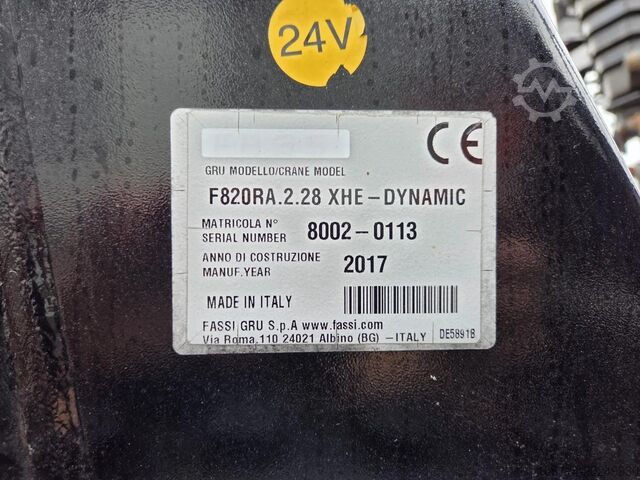 24V
CE
GRU MODELLO/CRANE MODEL
F820RA.2.28 XHE-DYNAMIC
MATRICOLA N°
SERIAL NUMBER 8002-0113
ANNO DI COSTRUZIONE
MANUF.YEAR 2017
MADE IN ITALY
FASSI GRU S.p.A www.fassi.com
Via Roma,110 24021 Albino (BG) -ITALY DE5891B